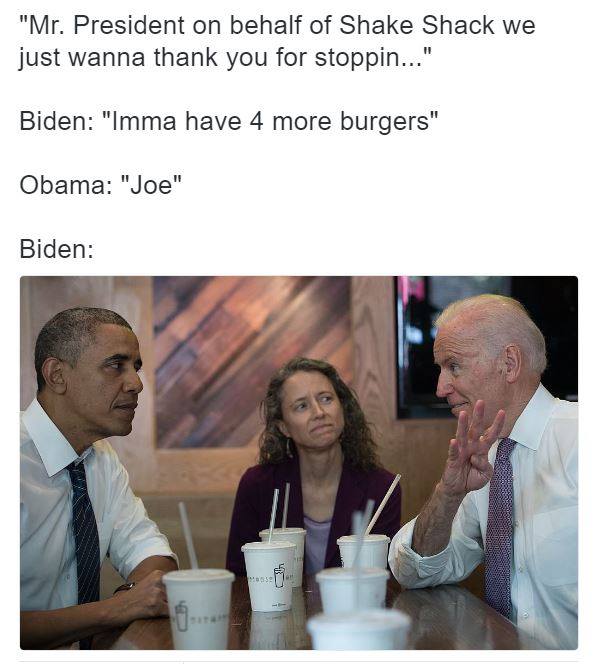 "Mr. President on behalf of Shake Shack we
just wanna thank you for stoppin..."
Biden: "Imma have 4 more burgers"
Obama: "Joe"
Biden: